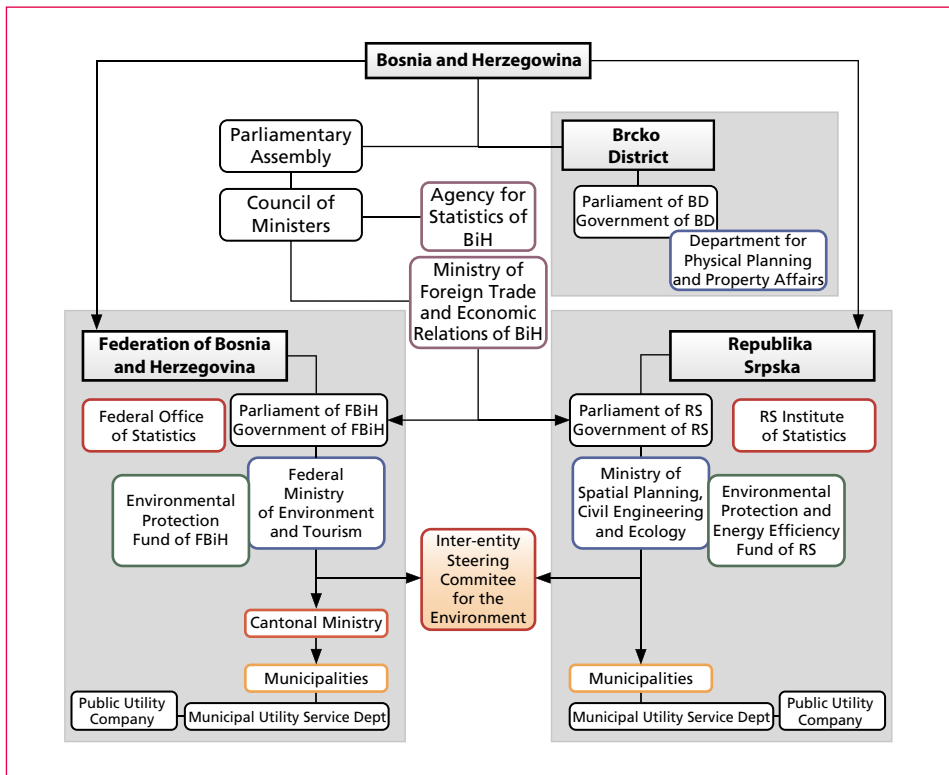 Bosnia and Herzegowina
Parliamentary
Assembly
Brcko
District
Council of
Ministers
Agency for
Statistics of
BiH
Parliament of BD
Government of BD
Department for
Physical Planning
and Property Affairs
Ministry of
Foreign Trade
and Economic
Relations of BiH
Federation of Bosnia
and Herzegovina
Republika
Srpska
Federal Office
of Statistics
Parliament of FBiH
Government of FBiH
Parliament of RS
Government of RS
RS Institute
of Statistics
Environmental
Protection
Fund of FBiH
Federal
Ministry
of Environment
and Tourism
Ministry of
Spatial Planning,
Civil Engineering
and Ecology
Environmental
Protection and
Energy Efficiency
Fund of RS
Inter-entity
Steering
Commitee
for the
Environment
Cantonal Ministry
Municipalities
Municipalities
Public Utility
Company
Municipal Utility Service Dept
Municipal Utility Service Dept
Public Utility
Company